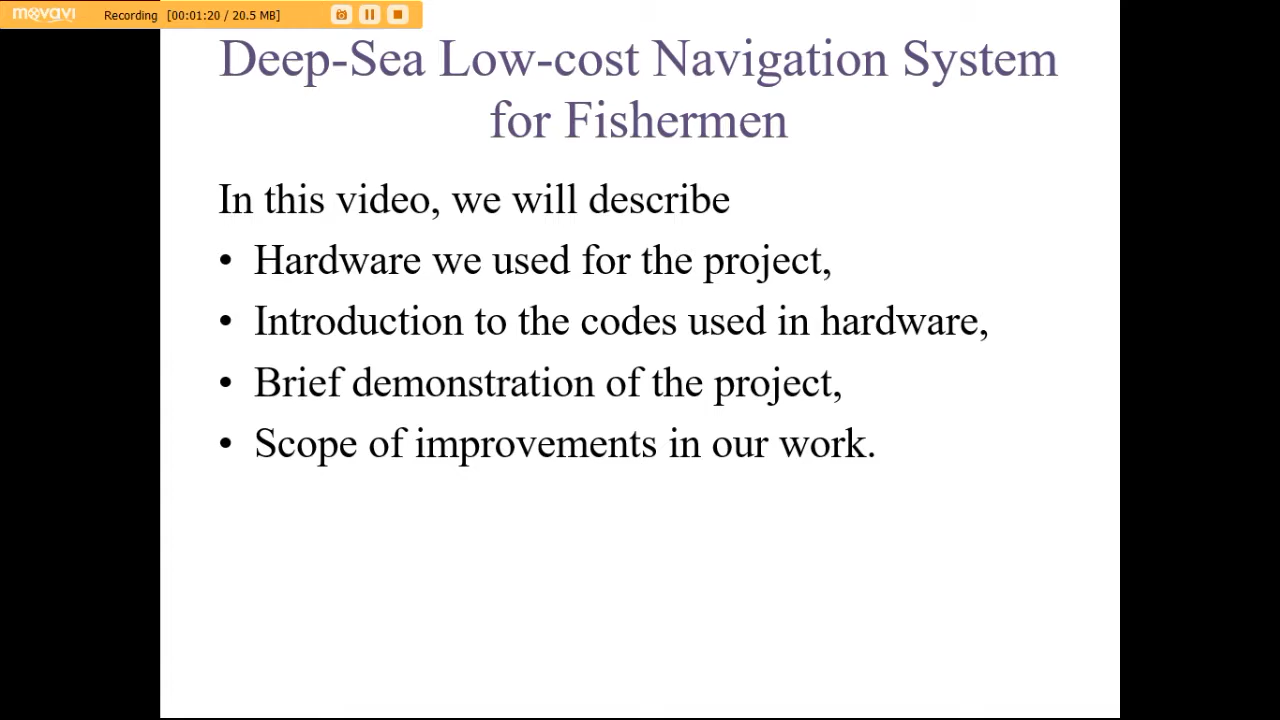 movavi Recording [00:01:20 / 20.5 MB]
Deep-Sea Low-cost Navigation System
for Fishermen
In this video, we will describe
• Hardware we used for the project,
• Introduction to the codes used in hardware,
• Brief demonstration of the project,
• Scope of improvements in our work.